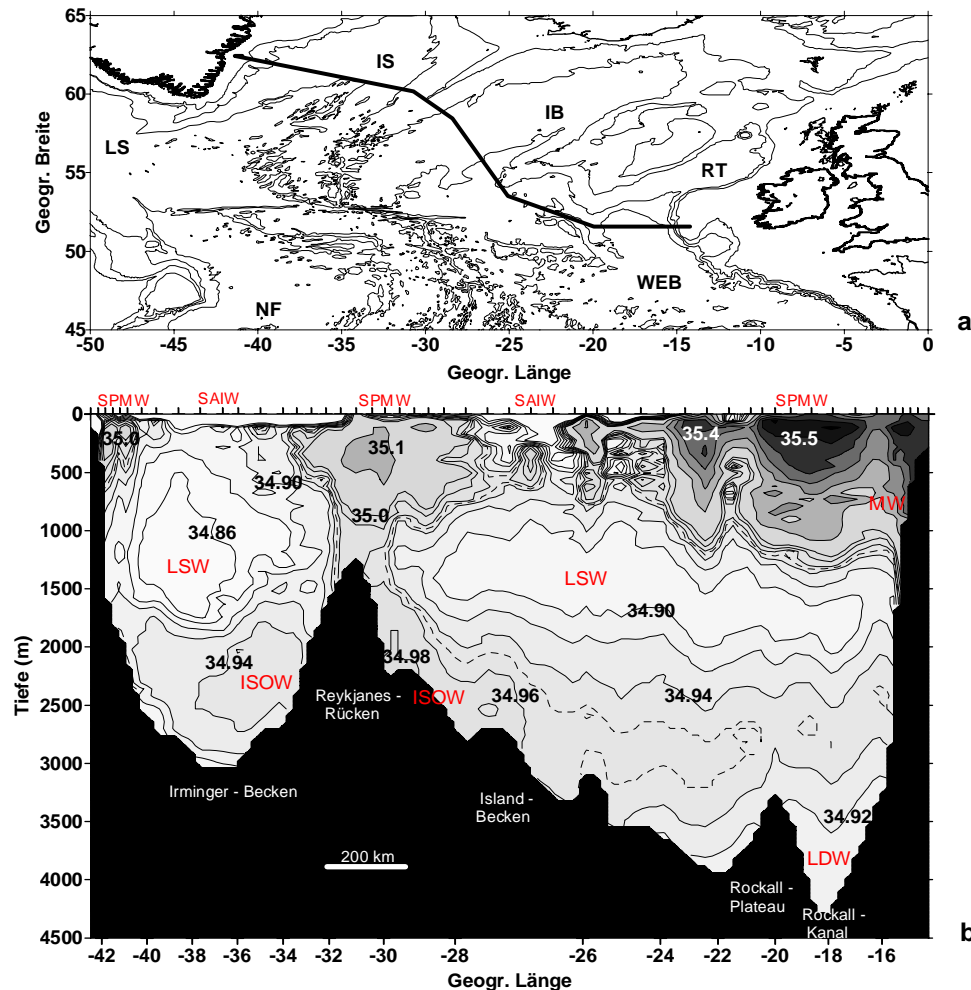 65
60
55
50
45
Geogr. Breite
IS
IB
LS
RT
WEB
NF
-50 -45 -40 -35 -30 -25 -20 -15 -10 -5 0
Geogr. Länge
a
SPMW SAIW SPMW SAIW SPMW
0
500
1000
1500
2000
2500
3000
3500
4000
4500
Tiefe (m)
35.0 35.1 35.4 35.5
34.90
35.0 MW
34.86
LSW LSW
34.90
34.94 34.98
ISOW ISOW 34.96 34.94
Reykjanes -
Rücken
Irminger - Becken
Island -
Becken
34.92
200 km
LDW
Rockall -
Plateau
Rockall -
Kanal
-42 -40 -38 -36 -34 -32 -30 -28 -26 -24 -22 -20 -18 -16
Geogr. Länge
b